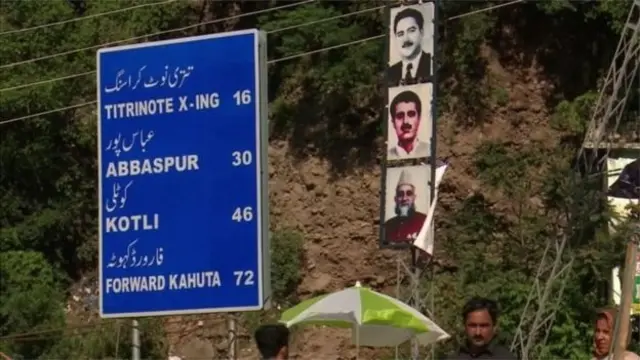 تتری نوٹ کراسنگ
TITRINOTE X-ING 16
عباس پور
ABBASPUR 30
کوٹلی
KOTLI 46
فارورڈ کہوٹہ
FORWARD KAHUTA 72